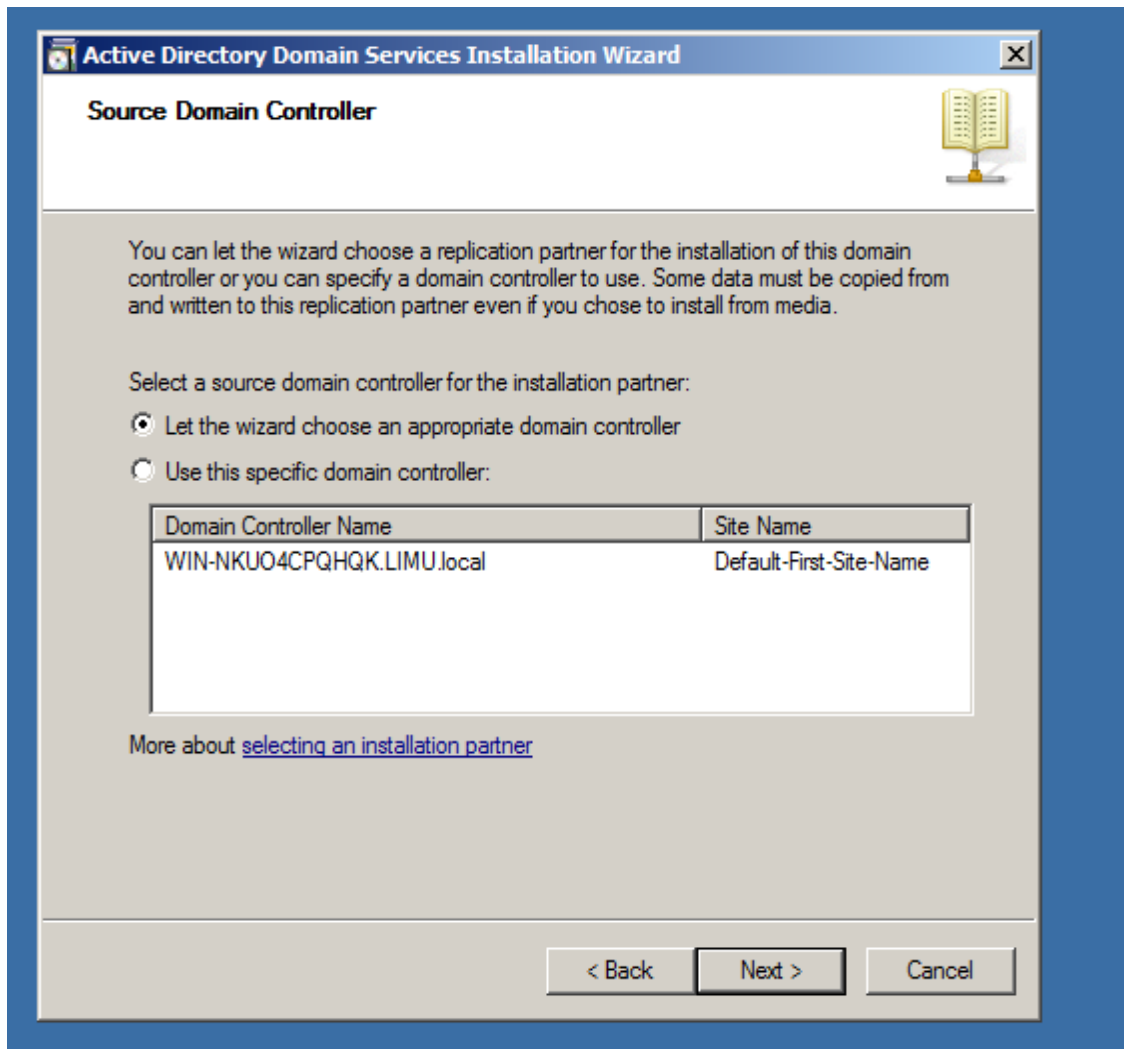 Active Directory Domain Services Installation Wizard
Source Domain Controller
You can let the wizard choose a replication partner for the installation of this domain
controller or you can specify a domain controller to use. Some data must be copied from
and written to this replication partner even if you chose to install from media.
Select a source domain controller for the installation partner:
Let the wizard choose an appropriate domain controller
Use this specific domain controller:
Domain Controller Name Site Name
WIN-NKUO4CPQHQK.LIMU.local Default-First-Site-Name
More about selecting an installation partner
< Back Next > Cancel